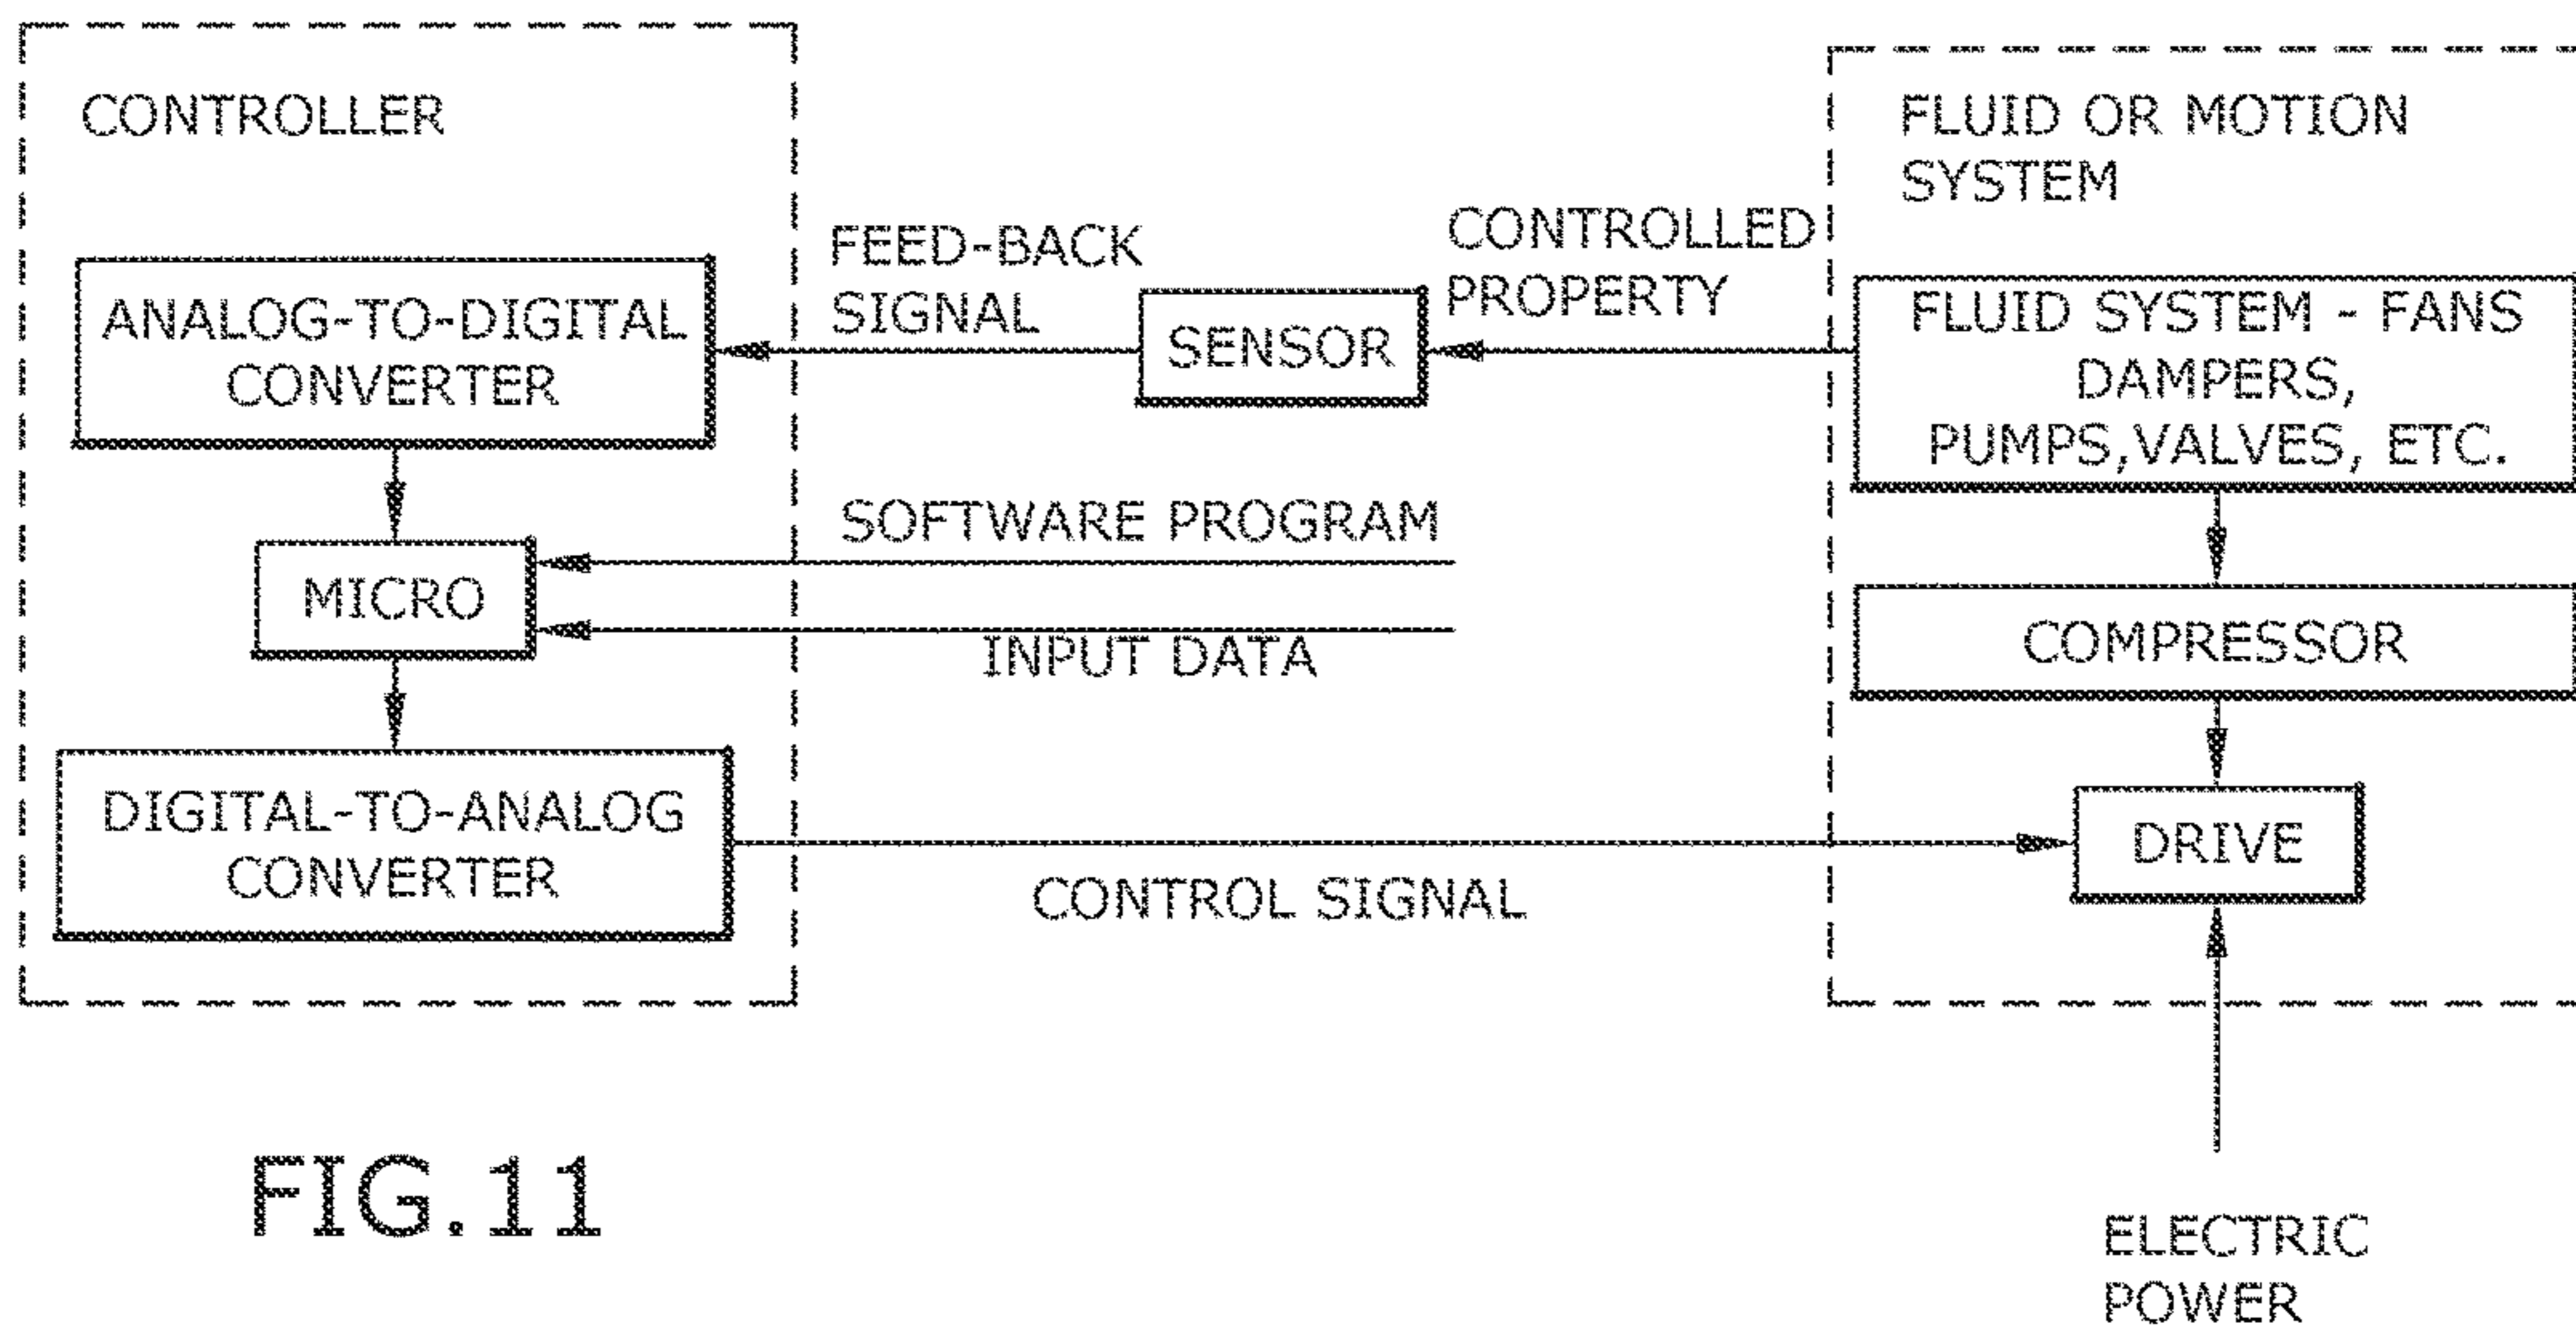 CONTROLLER
ANALOG-TO-DIGITAL
CONVERTER
MICRO
DIGITAL-TO-ANALOG
CONVERTER
FEED-BACK
SIGNAL
SENSOR
CONTROLLED
PROPERTY
SOFTWARE PROGRAM
INPUT DATA
CONTROL SIGNAL
FLUID OR MOTION
SYSTEM
FLUID SYSTEM - FANS
DAMPERS,
PUMPS,VALVES, ETC.
COMPRESSOR
DRIVE
ELECTRIC
POWER
FIG.11